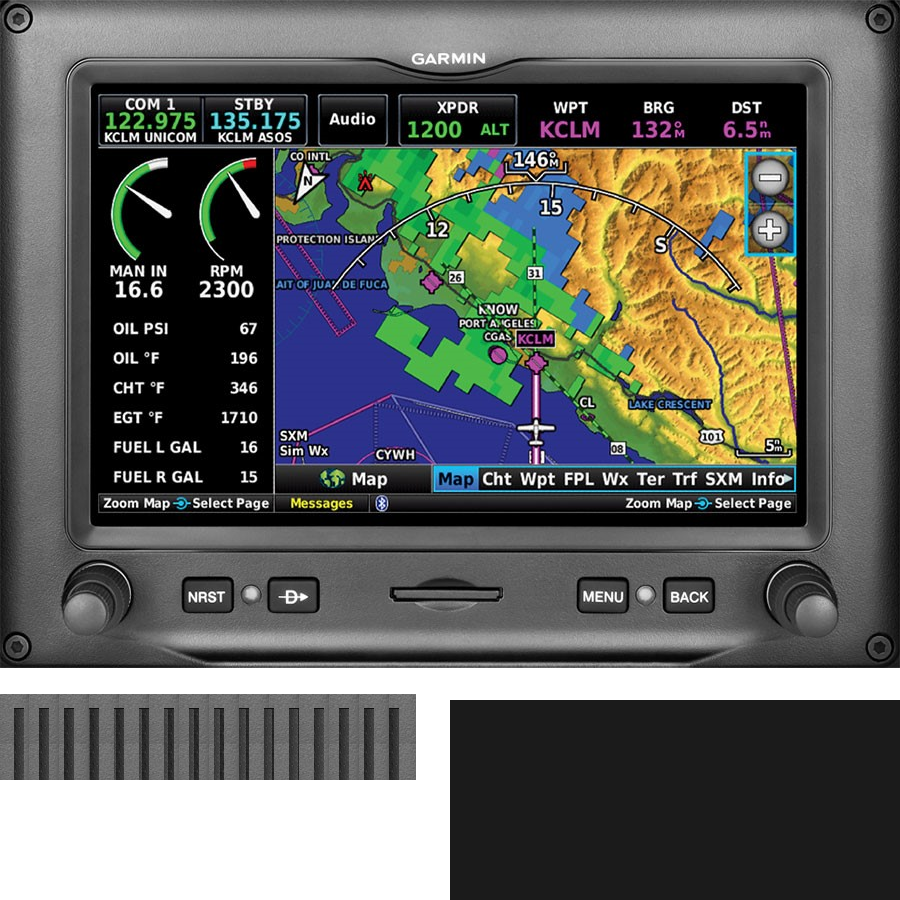 GARMIN
COM 1
122.975
KCLM UNICOM
STBY
135.175
KCLM ASOS
Audio
XPDR
1200 ALT
WPT
KCLM
BRG
132°M
DST
6.5nm
MAN IN
16.6
RPM
2300
OIL PSI 67
OIL °F 196
CHT °F 346
EGT °F 1710
FUEL L GAL 16
FUEL R GAL 15
CO INTL
N
146°M
12
15
S
PROTECTION ISLAN
AIT OF JUAN DE FUCA
26
31
KNOW
PORT ANGELES
CGAS
KCLM
CL
LAKE CRESCENT
101
08
SXM
Sim Wx
CYWH
5nm
Map
Map Cht Wpt FPL Wx Ter Trf SXM Info
Zoom Map Select Page
Messages
Zoom Map Select Page
NRST
D
MENU
BACK